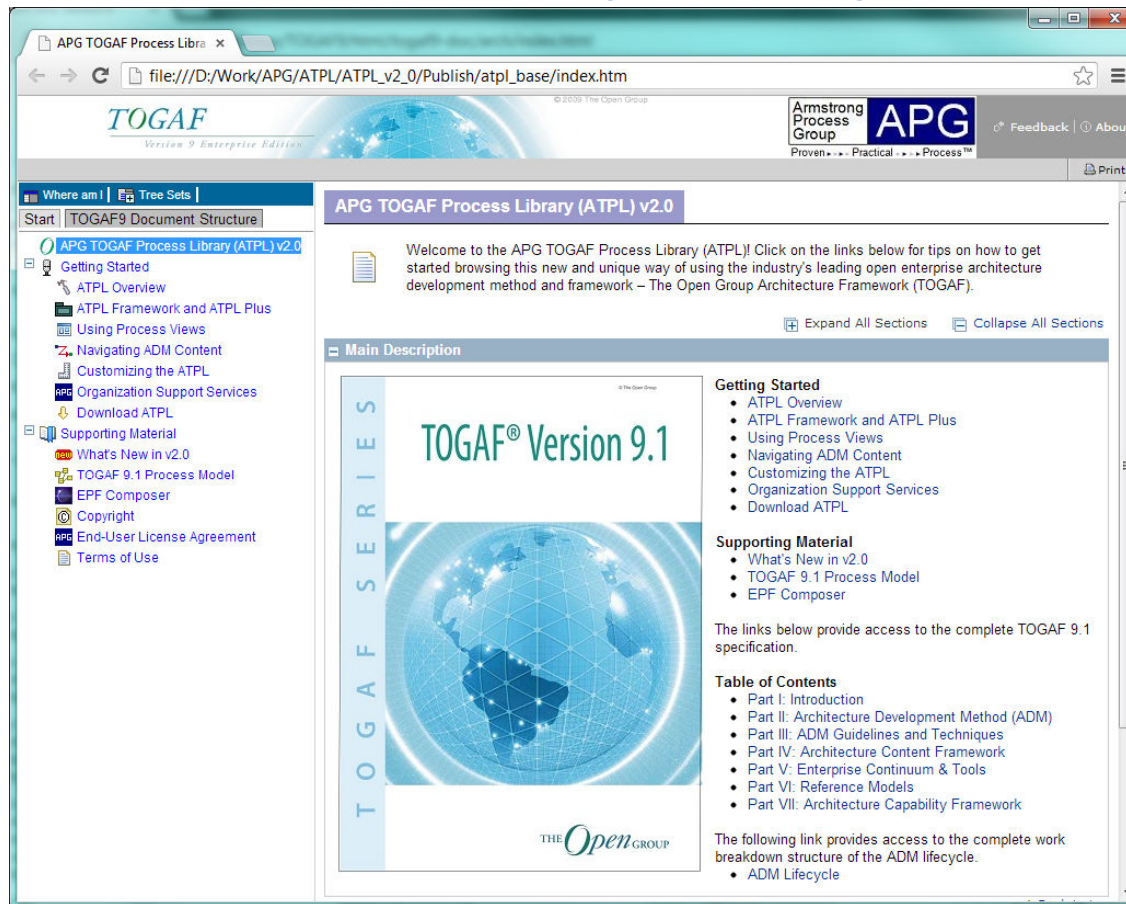 APG TOGAF Process Libra
file:///D:/Work/APG/ATPL/ATPL_v2_0/Publish/atpl_base/index.htm
TOGAF
Version 9 Enterprise Edition
© 2009 The Open Group
Armstrong
Process
Group
APG
Proven Practical Process™
Feedback | Abou
Print
Where am I | Tree Sets |
Start TOGAF9 Document Structure
APG TOGAF Process Library (ATPL) v2.0
Getting Started
ATPL Overview
ATPL Framework and ATPL Plus
Using Process Views
Navigating ADM Content
Customizing the ATPL
APG Organization Support Services
Download ATPL
Supporting Material
new What's New in v2.0
TOGAF 9.1 Process Model
EPF Composer
© Copyright
APG End-User License Agreement
Terms of Use
APG TOGAF Process Library (ATPL) v2.0
Welcome to the APG TOGAF Process Library (ATPL)! Click on the links below for tips on how to get
started browsing this new and unique way of using the industry's leading open enterprise architecture
development method and framework – The Open Group Architecture Framework (TOGAF).
Expand All Sections Collapse All Sections
Main Description
© The Open Group
TOGAF SERIES
TOGAF® Version 9.1
THE Open GROUP
Getting Started
• ATPL Overview
• ATPL Framework and ATPL Plus
• Using Process Views
• Navigating ADM Content
• Customizing the ATPL
• Organization Support Services
• Download ATPL
Supporting Material
• What's New in v2.0
• TOGAF 9.1 Process Model
• EPF Composer
The links below provide access to the complete TOGAF 9.1
specification.
Table of Contents
• Part I: Introduction
• Part II: Architecture Development Method (ADM)
• Part III: ADM Guidelines and Techniques
• Part IV: Architecture Content Framework
• Part V: Enterprise Continuum & Tools
• Part VI: Reference Models
• Part VII: Architecture Capability Framework
The following link provides access to the complete work
breakdown structure of the ADM lifecycle.
• ADM Lifecycle